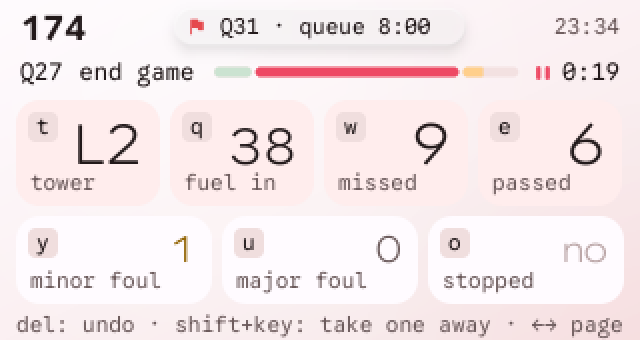 174 Q31 · queue 8:00 23:34
Q27 end game 0:19
t L2 q 38 w 9 e 6
tower fuel in missed passed
y 1 u 0 o no
minor foul major foul stopped
del: undo · shift+key: take one away · ↔ page